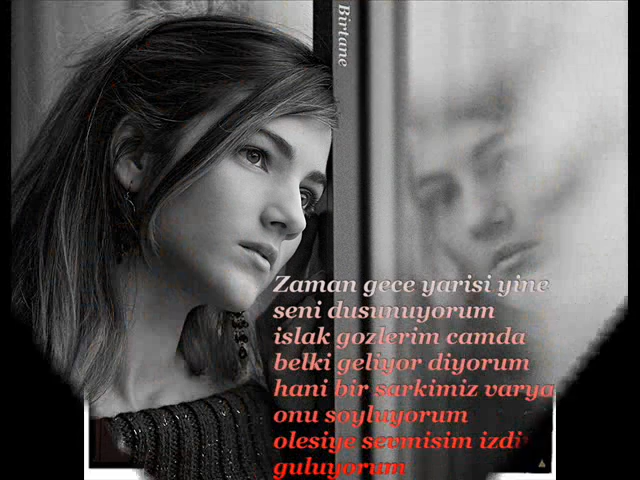 Birtane
Zaman gece yarisi yine
seni dusunuyorum
islak gozlerim camda
belki geliyor diyorum
hani bir sarkimiz varya
onu soyluyorum
olesiye sevmisim izdi
guluyorum